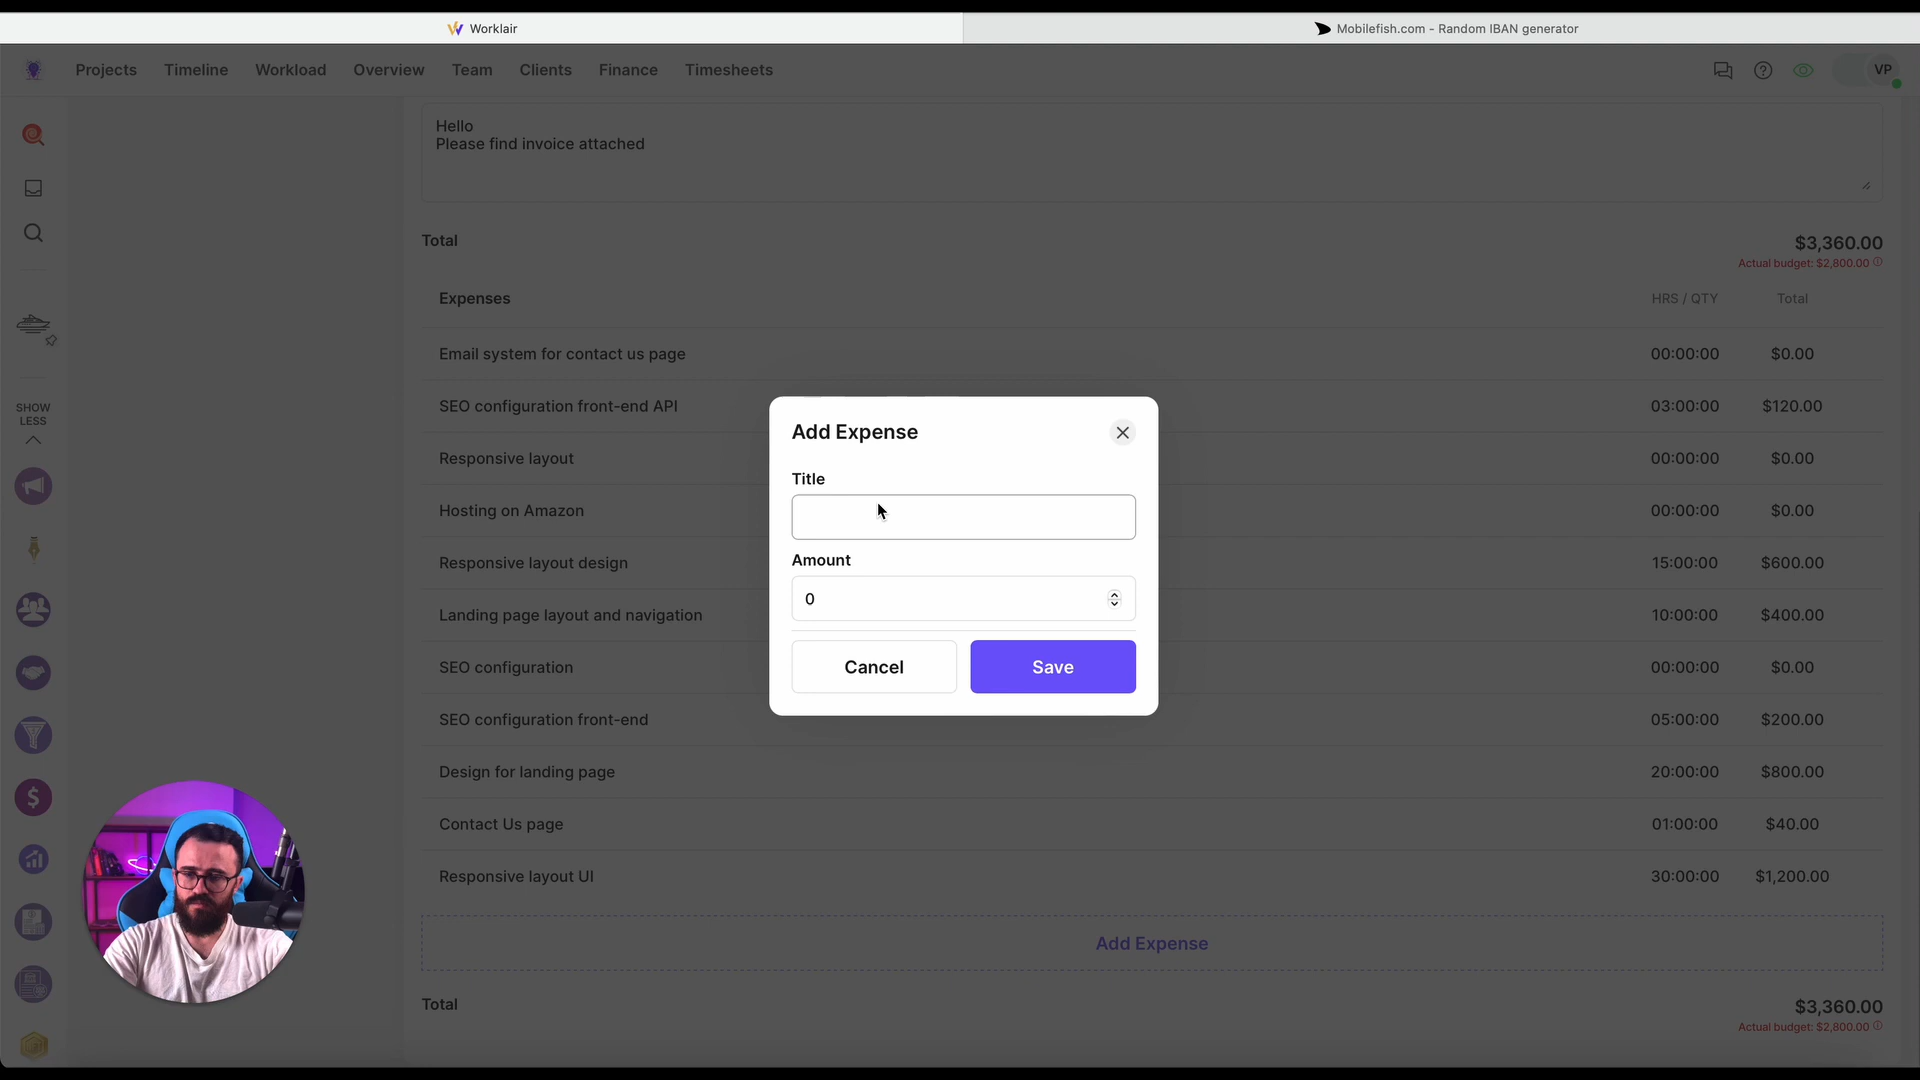 Worklair
Mobilefish.com - Random IBAN generator
Projects Timeline Workload Overview Team Clients Finance Timesheets
VP
Hello
Please find invoice attached
Total $3,360.00
Actual budget: $2,800.00
Expenses HRS / QTY Total
Email system for contact us page 00:00:00 $0.00
SEO configuration front-end API 03:00:00 $120.00
Responsive layout 00:00:00 $0.00
Hosting on Amazon 00:00:00 $0.00
Responsive layout design 15:00:00 $600.00
Landing page layout and navigation 10:00:00 $400.00
SEO configuration 00:00:00 $0.00
SEO configuration front-end 05:00:00 $200.00
Design for landing page 20:00:00 $800.00
Contact Us page 01:00:00 $40.00
Responsive layout UI 30:00:00 $1,200.00
Add Expense
Total $3,360.00
Actual budget: $2,800.00
SHOW
LESS
Add Expense
Title
Amount
0
Cancel Save